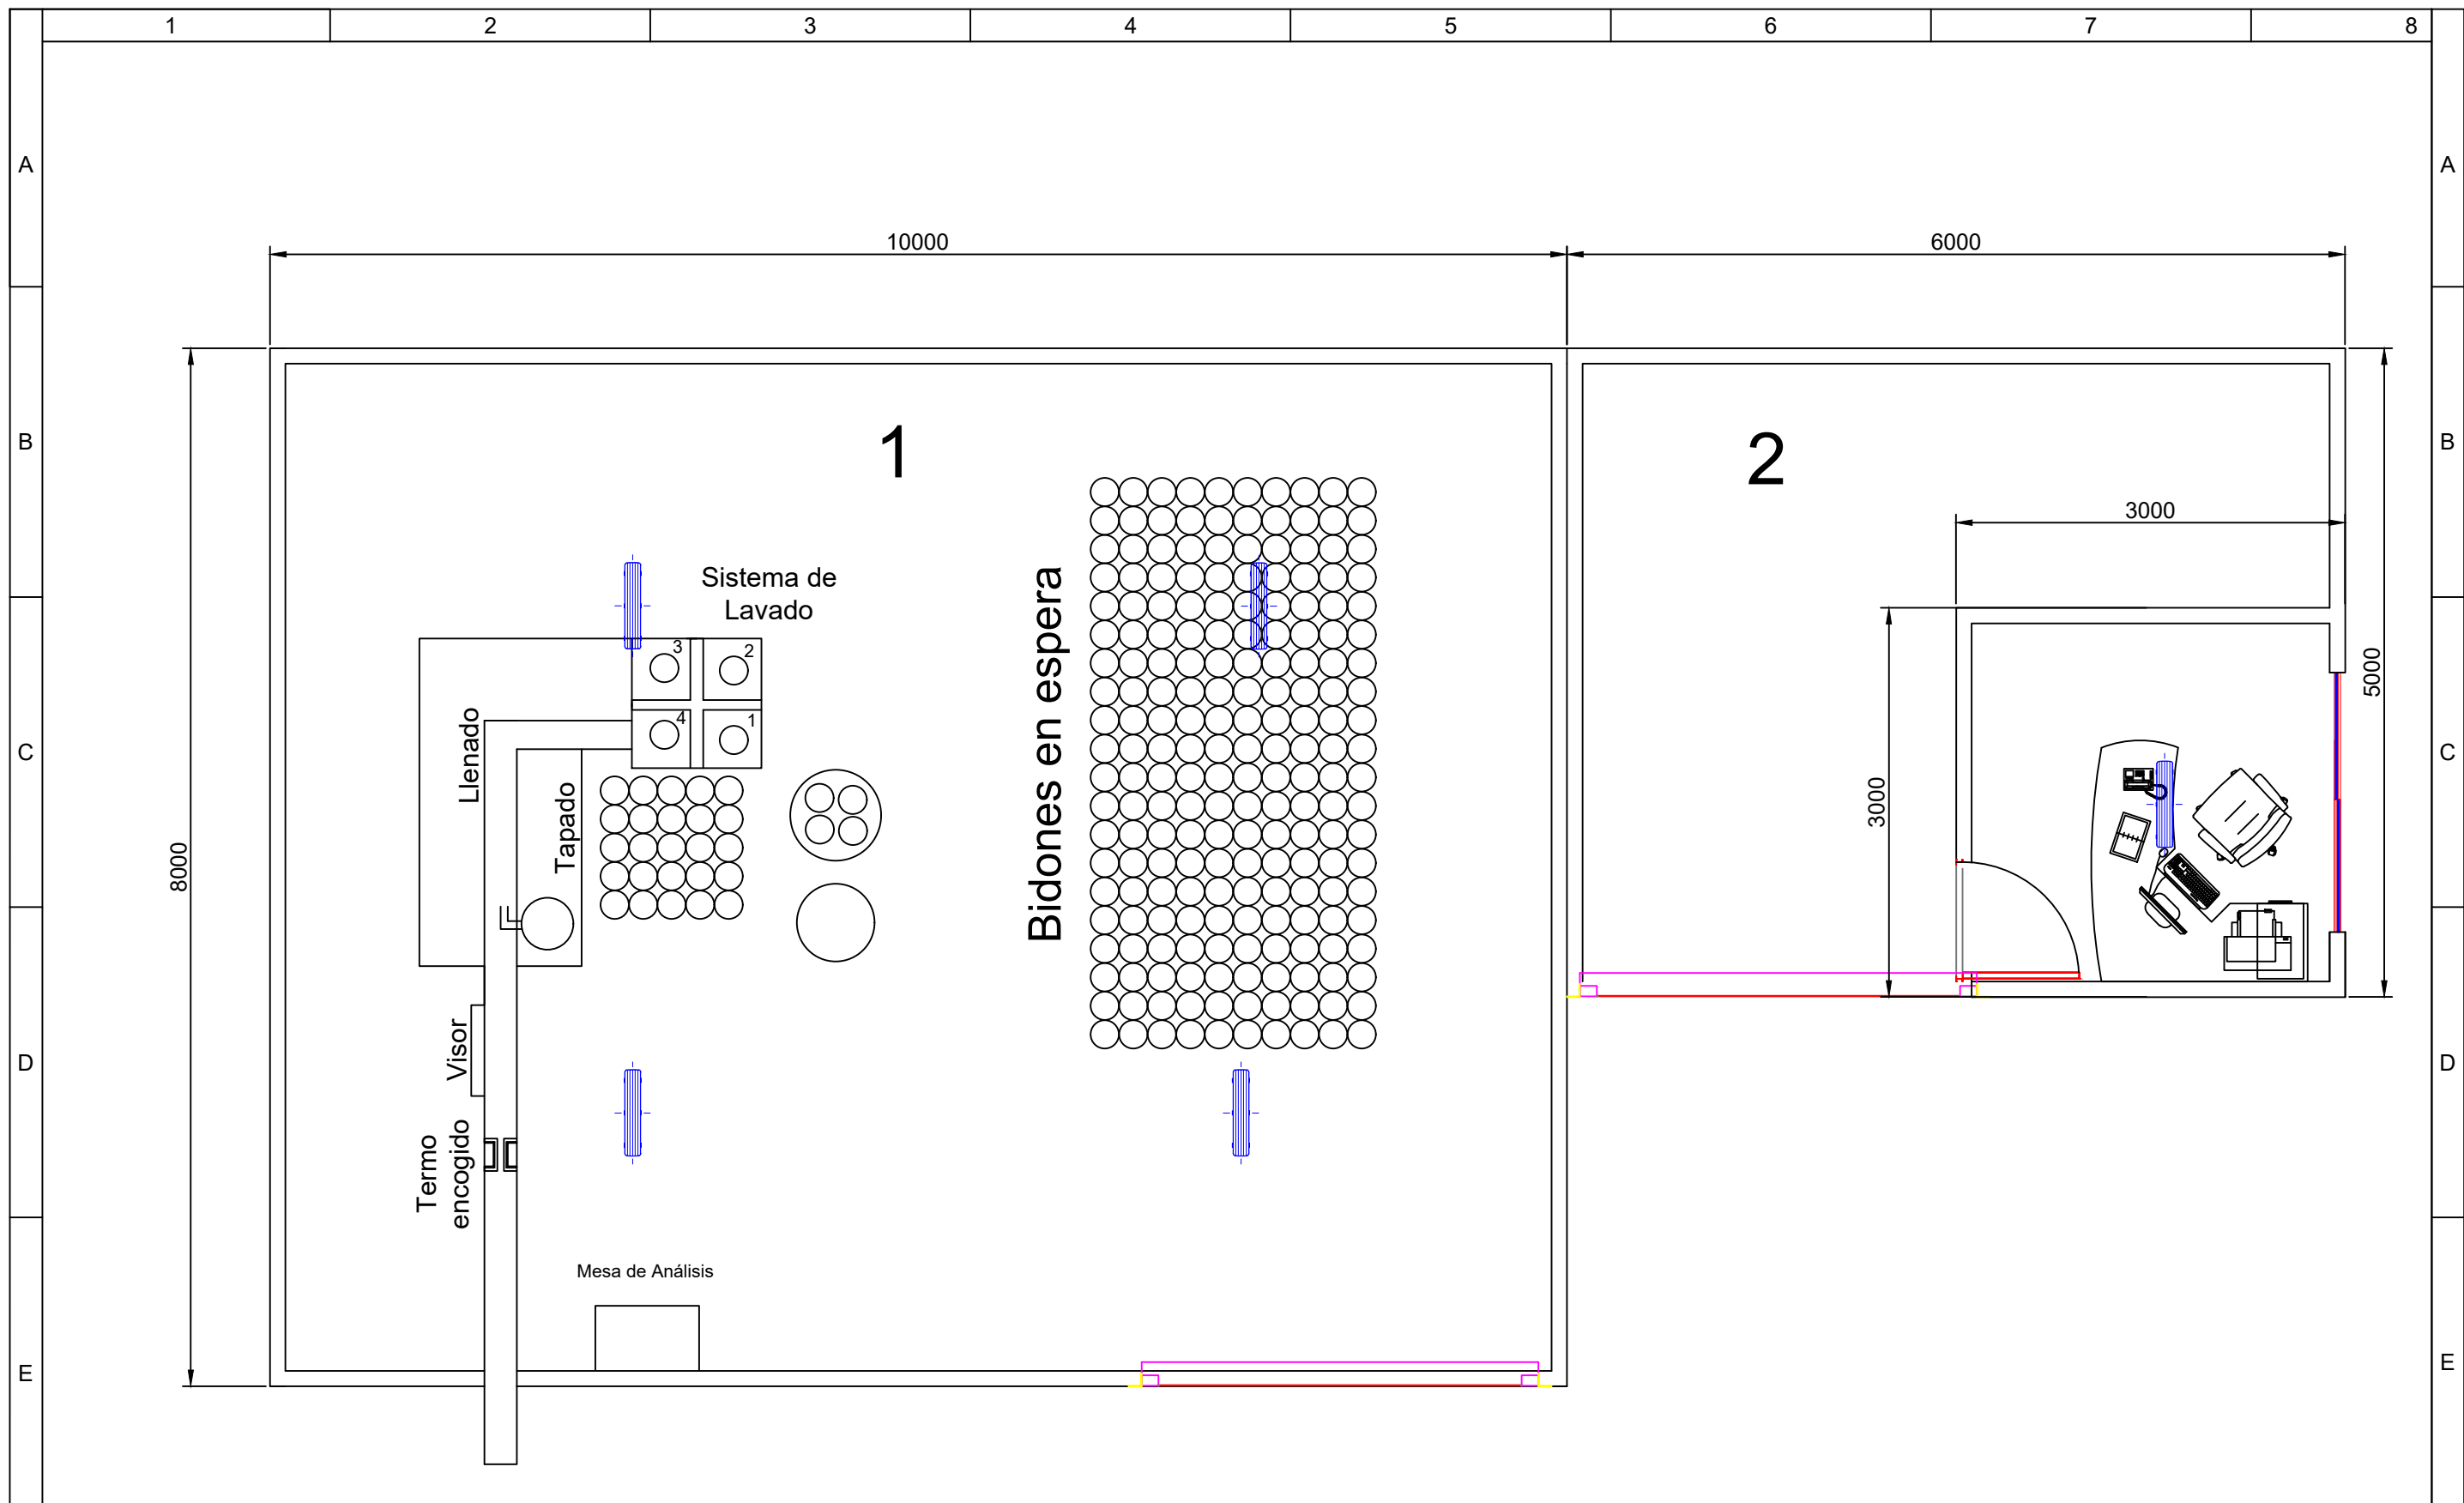 1 2 3 4 5 6 7 8
A A
10000 6000
B B
1 2
3000
Sistema de
Lavado
3 2
4 1
Bidones en espera
5000
C C
Llenado
Tapado
3000
8000
D D
Visor
Termo
encogido
Mesa de Análisis
E E